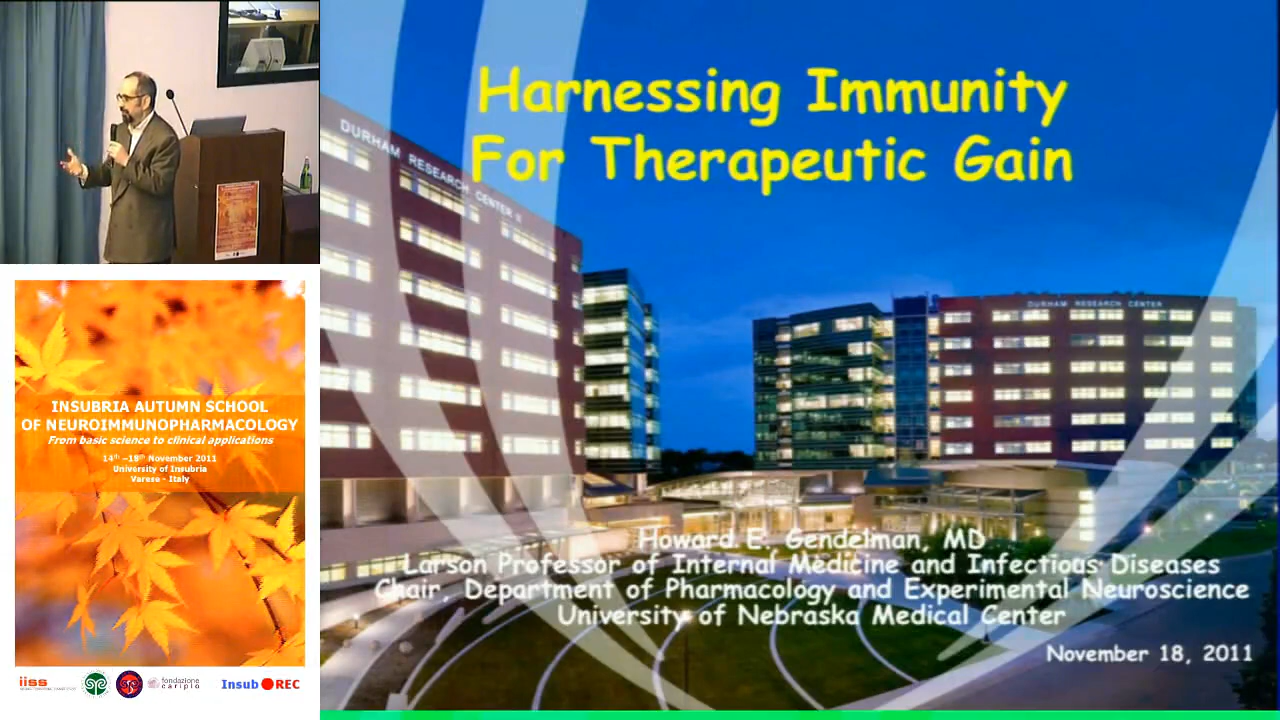 Harnessing Immunity
For Therapeutic Gain
DURHAM RESEARCH CENTER II
DURHAM RESEARCH CENTER
Howard E. Gendelman, MD
Larson Professor of Internal Medicine and Infectious Diseases
Chair, Department of Pharmacology and Experimental Neuroscience
University of Nebraska Medical Center
November 18, 2011
INSUBRIA AUTUMN SCHOOL
OF NEUROIMMUNOPHARMACOLOGY
From basic science to clinical applications
14th –18th November 2011
University of Insubria
Varese - Italy
iiss
fondazione
cariplo
Insub REC